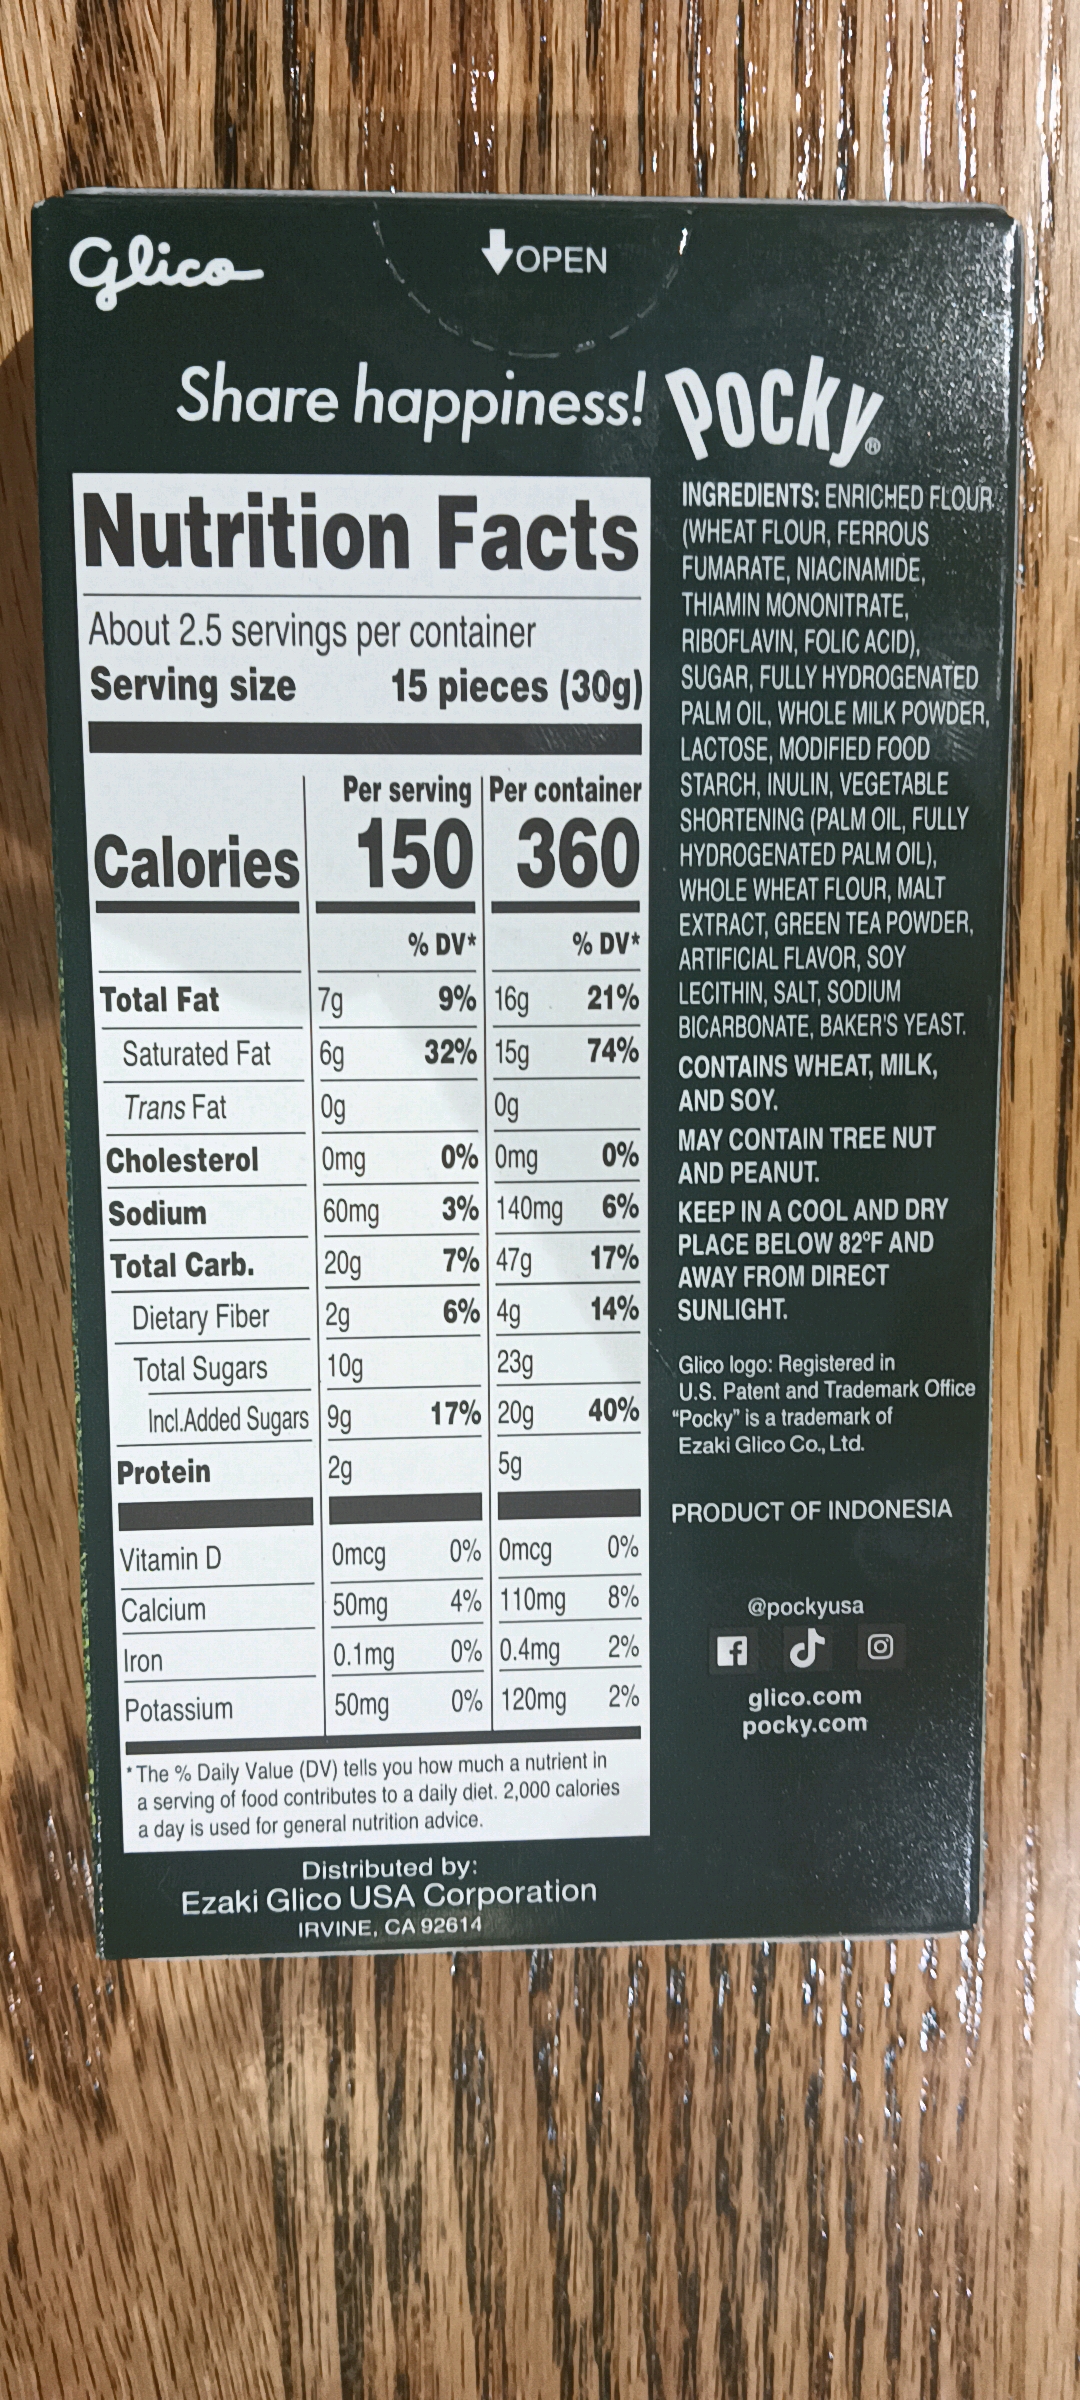 Glico
OPEN
Share happiness! Pocky®
Nutrition Facts
About 2.5 servings per container
Serving size 15 pieces (30g)
Per serving Per container
Calories 150 360
% DV* % DV*
Total Fat 7g 9% 16g 21%
Saturated Fat 6g 32% 15g 74%
Trans Fat 0g 0g
Cholesterol 0mg 0% 0mg 0%
Sodium 60mg 3% 140mg 6%
Total Carb. 20g 7% 47g 17%
Dietary Fiber 2g 6% 4g 14%
Total Sugars 10g 23g
Incl.Added Sugars 9g 17% 20g 40%
Protein 2g 5g
Vitamin D 0mcg 0% 0mcg 0%
Calcium 50mg 4% 110mg 8%
Iron 0.1mg 0% 0.4mg 2%
Potassium 50mg 0% 120mg 2%
*The % Daily Value (DV) tells you how much a nutrient in
a serving of food contributes to a daily diet. 2,000 calories
a day is used for general nutrition advice.
Distributed by:
Ezaki Glico USA Corporation
IRVINE, CA 92614
INGREDIENTS: ENRICHED FLOUR
(WHEAT FLOUR, FERROUS
FUMARATE, NIACINAMIDE,
THIAMIN MONONITRATE,
RIBOFLAVIN, FOLIC ACID),
SUGAR, FULLY HYDROGENATED
PALM OIL, WHOLE MILK POWDER,
LACTOSE, MODIFIED FOOD
STARCH, INULIN, VEGETABLE
SHORTENING (PALM OIL, FULLY
HYDROGENATED PALM OIL),
WHOLE WHEAT FLOUR, MALT
EXTRACT, GREEN TEA POWDER,
ARTIFICIAL FLAVOR, SOY
LECITHIN, SALT, SODIUM
BICARBONATE, BAKER'S YEAST.
CONTAINS WHEAT, MILK,
AND SOY.
MAY CONTAIN TREE NUT
AND PEANUT.
KEEP IN A COOL AND DRY
PLACE BELOW 82°F AND
AWAY FROM DIRECT
SUNLIGHT.
Glico logo: Registered in
U.S. Patent and Trademark Office
"Pocky" is a trademark of
Ezaki Glico Co., Ltd.
PRODUCT OF INDONESIA
@pockyusa
glico.com
pocky.com